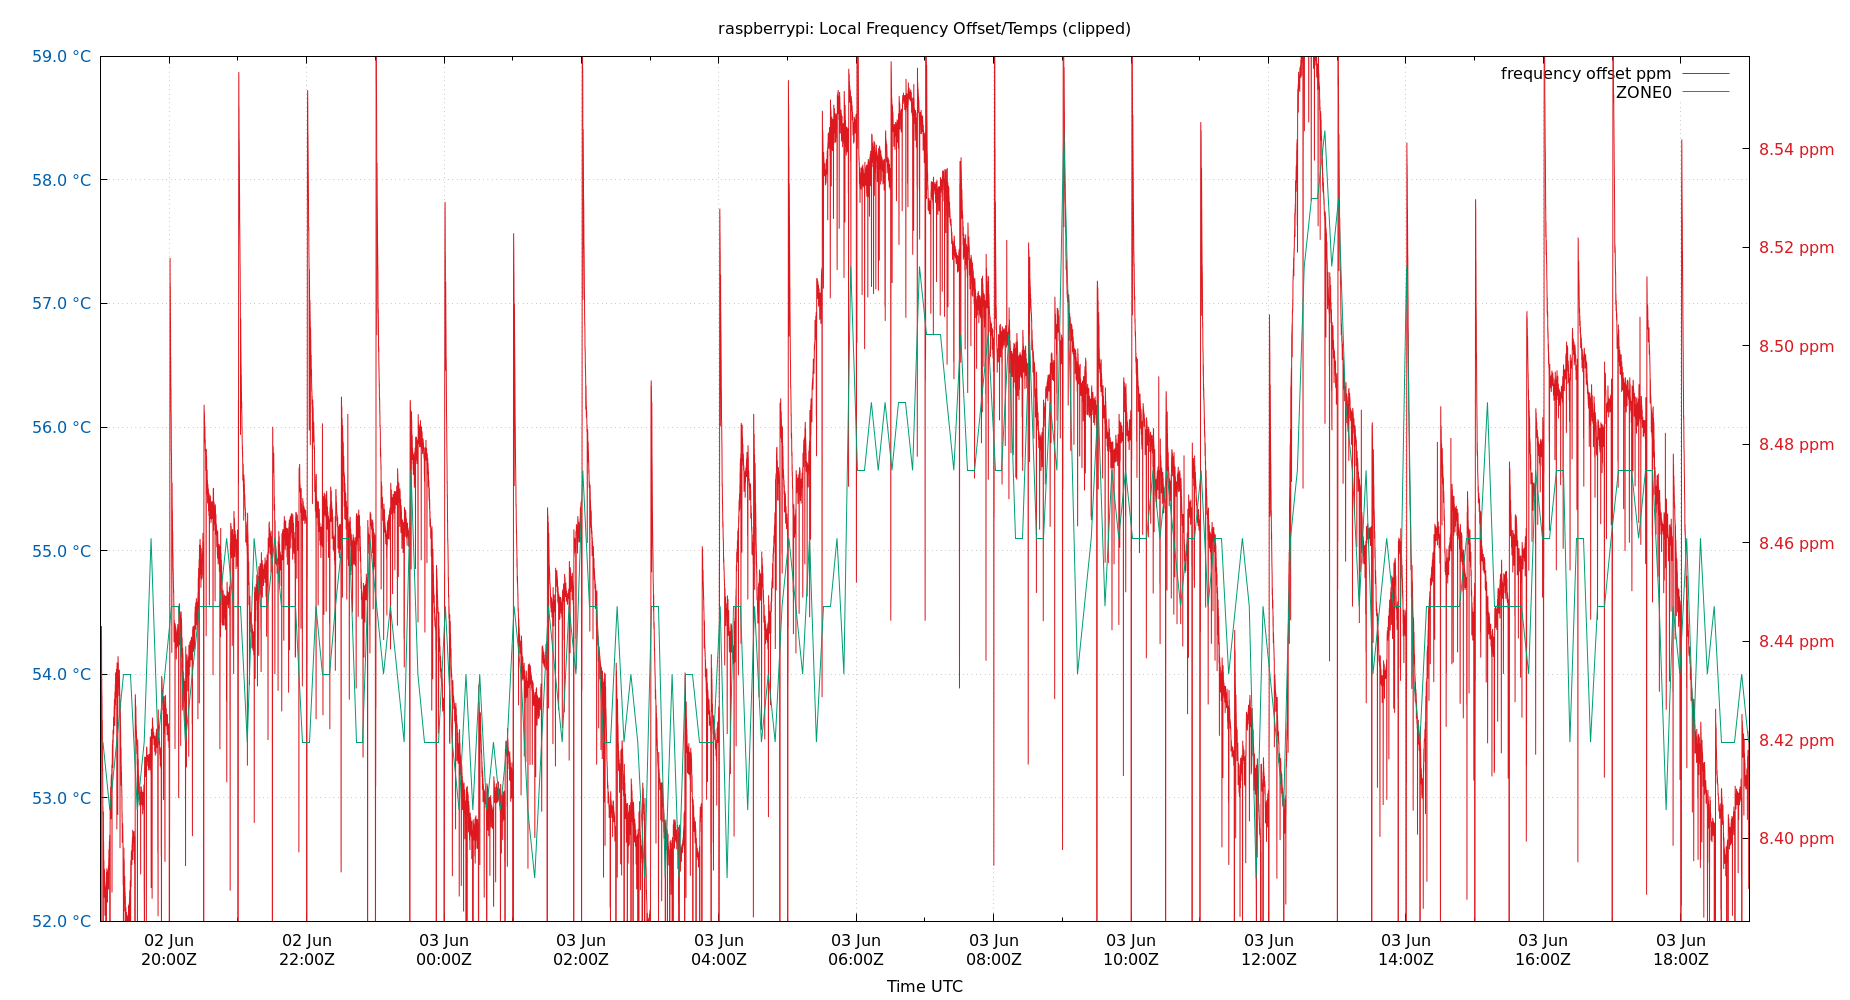 raspberrypi: Local Frequency Offset/Temps (clipped)
59.0 °C
58.0 °C
57.0 °C
56.0 °C
55.0 °C
54.0 °C
53.0 °C
52.0 °C
frequency offset ppm
ZONE0
8.54 ppm
8.52 ppm
8.50 ppm
8.48 ppm
8.46 ppm
8.44 ppm
8.42 ppm
8.40 ppm
02 Jun 02 Jun 03 Jun 03 Jun 03 Jun 03 Jun 03 Jun 03 Jun 03 Jun 03 Jun 03 Jun 03 Jun
20:00Z 22:00Z 00:00Z 02:00Z 04:00Z 06:00Z 08:00Z 10:00Z 12:00Z 14:00Z 16:00Z 18:00Z
Time UTC